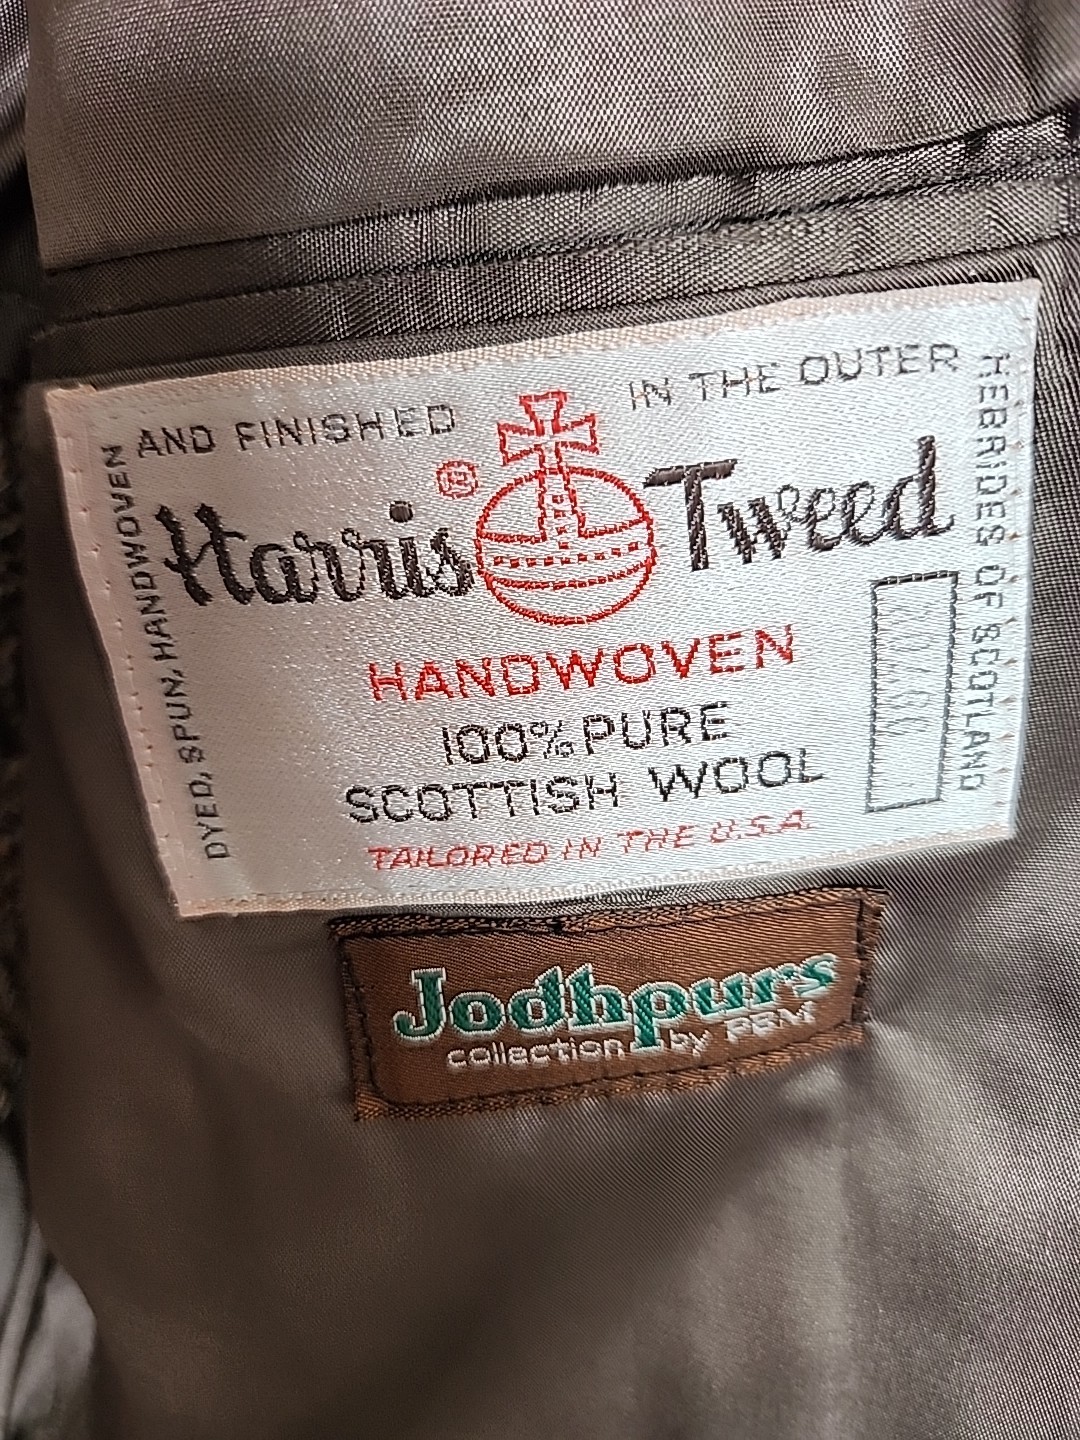 DYED, SPUN, HANDWOVEN
AND FINISHED
IN THE OUTER
HEBRIDES OF SCOTLAND
Harris ® Tweed
HANDWOVEN
100% PURE
SCOTTISH WOOL
TAILORED IN THE U.S.A.
Jodhpurs
collection by PBM